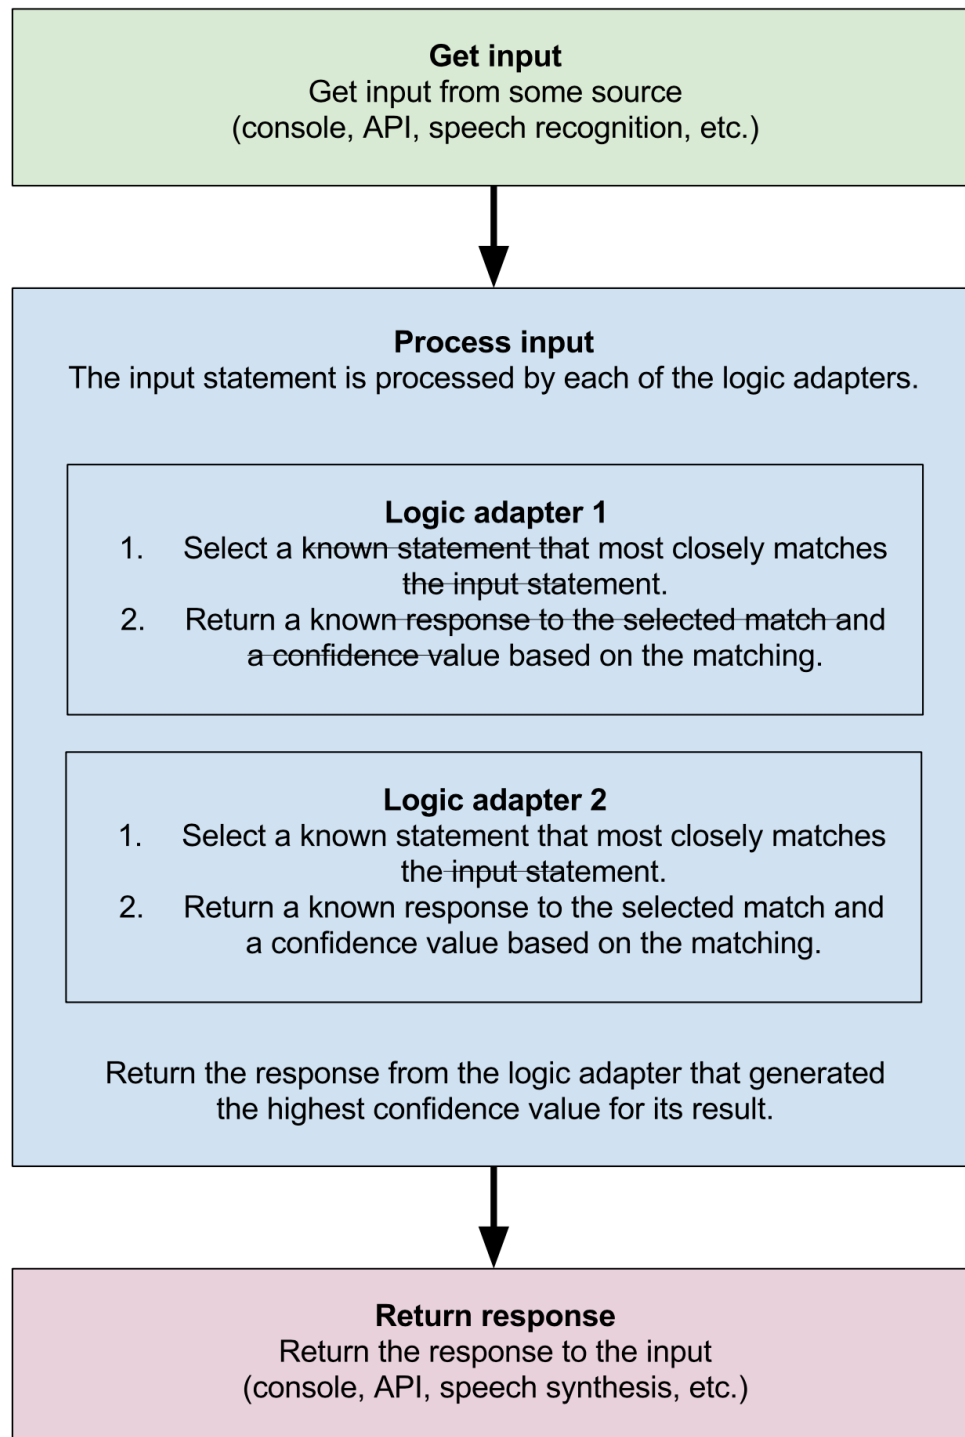 Get input
Get input from some source
(console, API, speech recognition, etc.)
Process input
The input statement is processed by each of the logic adapters.
Logic adapter 1
1. Select a known statement that most closely matches
the input statement.
2. Return a known response to the selected match and
a confidence value based on the matching.
Logic adapter 2
1. Select a known statement that most closely matches
the input statement.
2. Return a known response to the selected match and
a confidence value based on the matching.
Return the response from the logic adapter that generated
the highest confidence value for its result.
Return response
Return the response to the input
(console, API, speech synthesis, etc.)